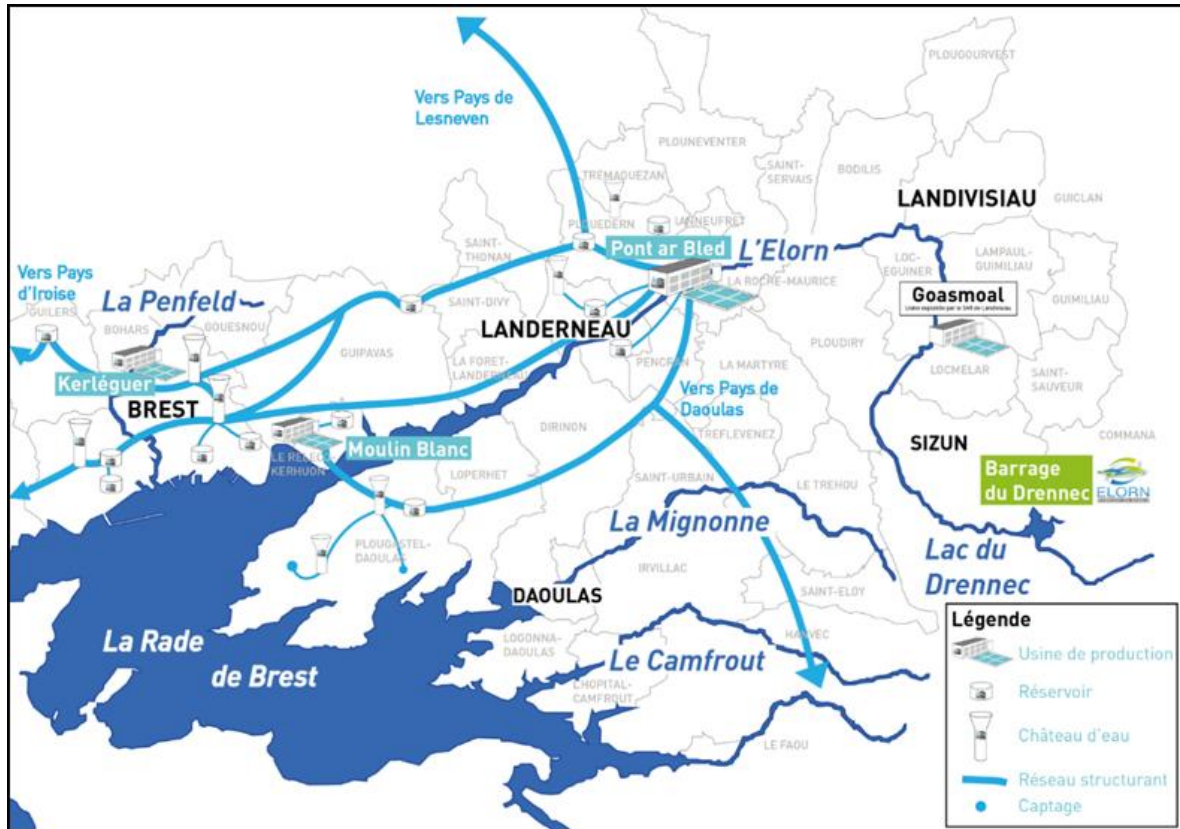 PLOUGOURVEST
Vers Pays de
Lesneven
PLOUNEVENTER
SAINT-
SERVAIS
BODILIS
TREMAOUEZAN
LANDIVISIAU
GUICLAN
PLOUEDERN
LANNEUFRET
Pont ar Bled
L'Elorn
SAINT-
THONAN
LOC-
EGUINER
LAMPAUL-
GUIMILIAU
Vers Pays
d'Iroise
La Penfeld
LA ROCHE-MAURICE
Goasmoal
GUIMILIAU
GUILERS
SAINT-DIVY
BOHARS
GOUESNOU
LANDERNEAU
GUIPAVAS
PENCRAN
PLOUDIRY
LA FORET-
LANDERNEAU
LA MARTYRE
LOCMELAR
SAINT-
SAUVEUR
Kerléguer
Vers Pays de
Daoulas
BREST
DIRINON
TREFLEVENEZ
SIZUN
COMMANA
Moulin Blanc
LE RELECQ-
KERHUON
LOPERHET
SAINT-URBAIN
LE TREHOU
Barrage
du Drennec
ELORN
La Mignonne
PLOUGASTEL-
DAOULAS
Lac du
Drennec
IRVILLAC
SAINT-ELOY
DAOULAS
La Rade
de Brest
LOGONNA-
DAOULAS
HANVEC
Le Camfrout
L'HOPITAL-
CAMFROUT
LE FAOU
Légende
Usine de production
Réservoir
Château d'eau
Réseau structurant
Captage